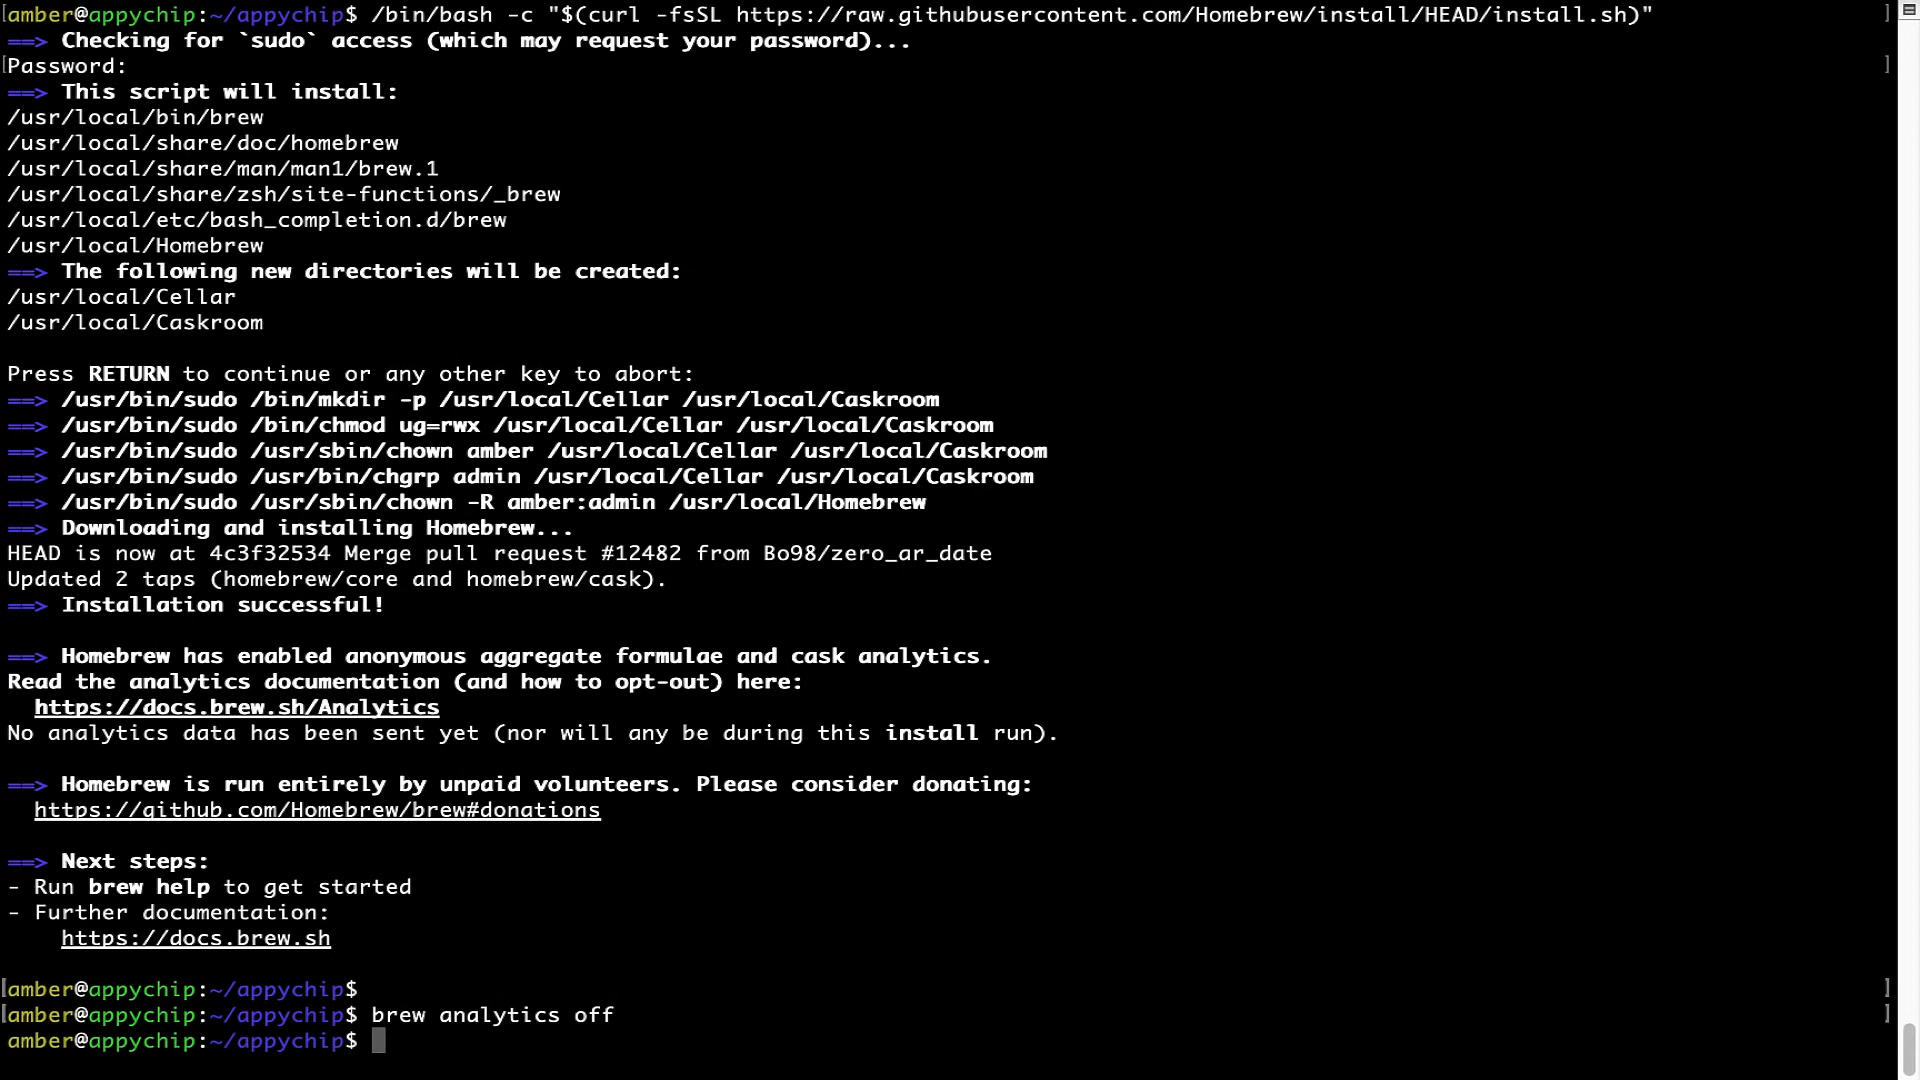 amber@appychip:~/appychip$ /bin/bash -c "$(curl -fsSL https://raw.githubusercontent.com/Homebrew/install/HEAD/install.sh)"
==> Checking for `sudo` access (which may request your password)...
Password:
==> This script will install:
/usr/local/bin/brew
/usr/local/share/doc/homebrew
/usr/local/share/man/man1/brew.1
/usr/local/share/zsh/site-functions/_brew
/usr/local/etc/bash_completion.d/brew
/usr/local/Homebrew
==> The following new directories will be created:
/usr/local/Cellar
/usr/local/Caskroom
Press RETURN to continue or any other key to abort:
==> /usr/bin/sudo /bin/mkdir -p /usr/local/Cellar /usr/local/Caskroom
==> /usr/bin/sudo /bin/chmod ug=rwx /usr/local/Cellar /usr/local/Caskroom
==> /usr/bin/sudo /usr/sbin/chown amber /usr/local/Cellar /usr/local/Caskroom
==> /usr/bin/sudo /usr/bin/chgrp admin /usr/local/Cellar /usr/local/Caskroom
==> /usr/bin/sudo /usr/sbin/chown -R amber:admin /usr/local/Homebrew
==> Downloading and installing Homebrew...
HEAD is now at 4c3f32534 Merge pull request #12482 from Bo98/zero_ar_date
Updated 2 taps (homebrew/core and homebrew/cask).
==> Installation successful!
==> Homebrew has enabled anonymous aggregate formulae and cask analytics.
Read the analytics documentation (and how to opt-out) here:
https://docs.brew.sh/Analytics
No analytics data has been sent yet (nor will any be during this install run).
==> Homebrew is run entirely by unpaid volunteers. Please consider donating:
https://github.com/Homebrew/brew#donations
==> Next steps:
- Run brew help to get started
- Further documentation:
https://docs.brew.sh
amber@appychip:~/appychip$
amber@appychip:~/appychip$ brew analytics off
amber@appychip:~/appychip$